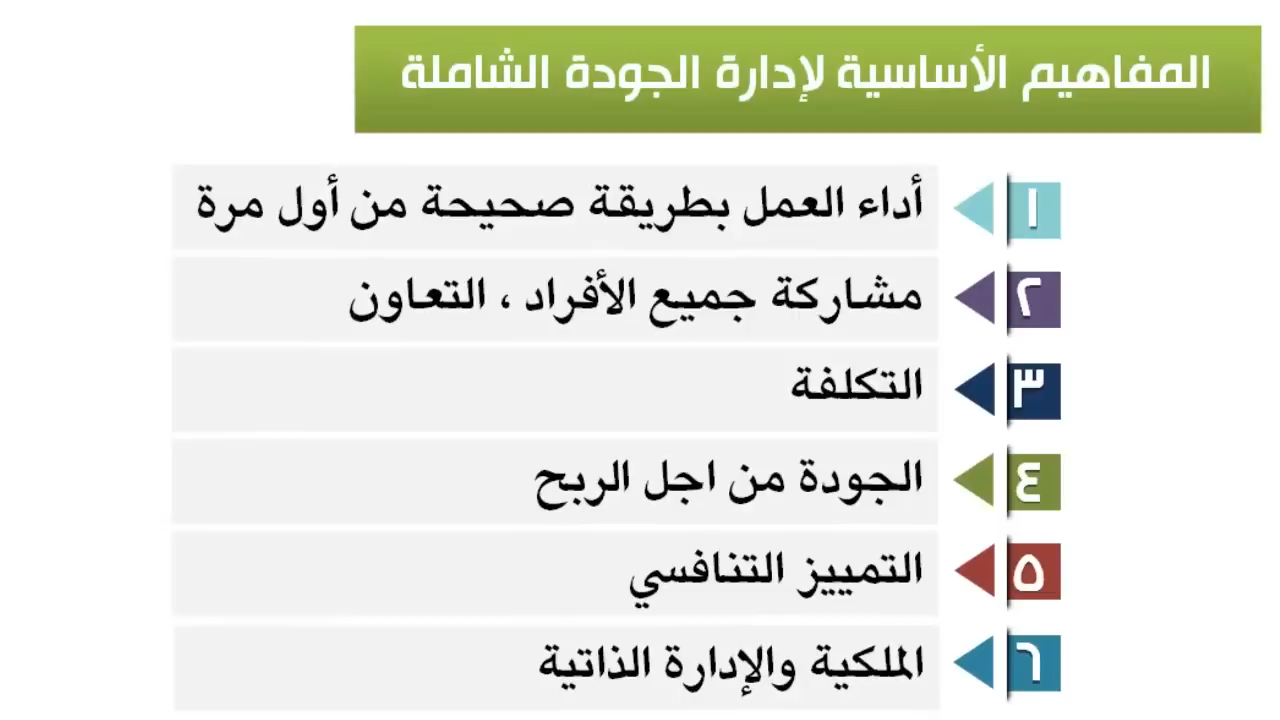 المفاهيم الأساسية لإدارة الجودة الشاملة
١ أداء العمل بطريقة صحيحة من أول مرة
٢ مشاركة جميع الأفراد ، التعاون
٣ التكلفة
٤ الجودة من اجل الربح
٥ التمييز التنافسي
٦ الملكية والإدارة الذاتية